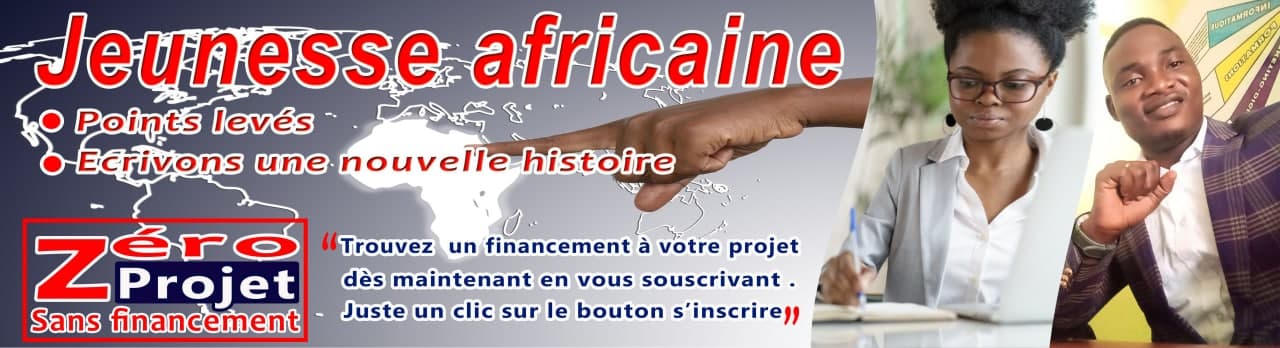 Jeunesse africaine
• Points levés
• Ecrivons une nouvelle histoire
Zéro
Projet
Sans financement
“Trouvez un financement à votre projet
dès maintenant en vous souscrivant .
Juste un clic sur le bouton s’inscrire”
INFORMATIQUE